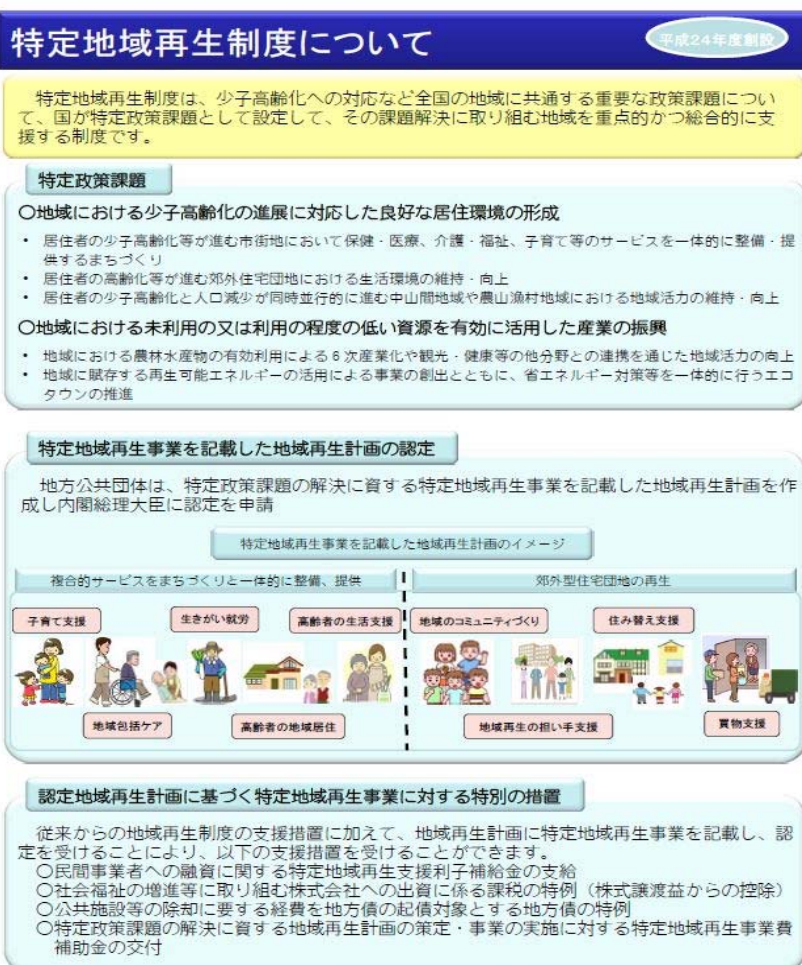 特定地域再生制度について
平成24年度創設
特定地域再生制度は、少子高齢化への対応など全国の地域に共通する重要な政策課題につい
て、国が特定政策課題として設定して、その課題解決に取り組む地域を重点的かつ総合的に支
援する制度です。
特定政策課題
○地域における少子高齢化の進展に対応した良好な居住環境の形成
・ 居住者の少子高齢化等が進む市街地において保健・医療、介護・福祉、子育て等のサービスを一体的に整備・提
供するまちづくり
・ 居住者の高齢化等が進む郊外住宅団地における生活環境の維持・向上
・ 居住者の少子高齢化と人口減少が同時並行的に進む中山間地域や農山漁村地域における地域活力の維持・向上
○地域における未利用の又は利用の程度の低い資源を有効に活用した産業の振興
・ 地域における農林水産物の有効利用による6次産業化や観光・健康等の他分野との連携を通じた地域活力の向上
・ 地域に賦存する再生可能エネルギーの活用による事業の創出とともに、省エネルギー対策等を一体的に行うエコ
タウンの推進
特定地域再生事業を記載した地域再生計画の認定
地方公共団体は、特定政策課題の解決に資する特定地域再生事業を記載した地域再生計画を作
成し内閣総理大臣に認定を申請
特定地域再生事業を記載した地域再生計画のイメージ
複合的サービスをまちづくりと一体的に整備、提供
郊外型住宅団地の再生
子育て支援
生きがい就労
高齢者の生活支援
地域のコミュニティづくり
住み替え支援
地域包括ケア
高齢者の地域居住
地域再生の担い手支援
買物支援
認定地域再生計画に基づく特定地域再生事業に対する特別の措置
従来からの地域再生制度の支援措置に加えて、地域再生計画に特定地域再生事業を記載し、認
定を受けることにより、以下の支援措置を受けることができます。
○民間事業者への融資に関する特定地域再生支援利子補給金の支給
○社会福祉の増進等に取り組む株式会社への出資に係る課税の特例（株式譲渡益からの控除）
○公共施設等の除却に要する経費を地方債の起債対象とする地方債の特例
○特定政策課題の解決に資する地域再生計画の策定・事業の実施に対する特定地域再生事業費
補助金の交付